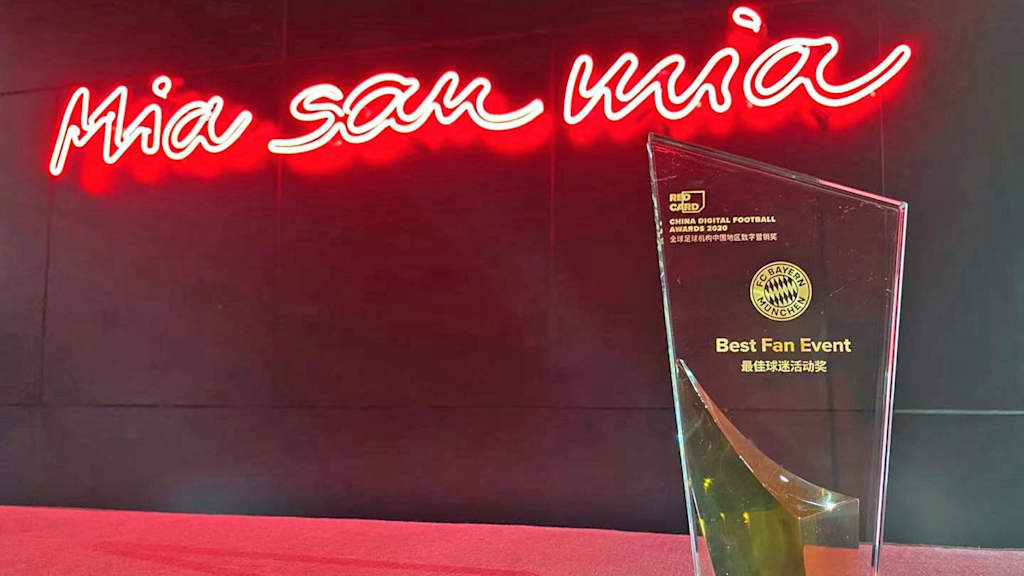 Mia san mia
RED
CARD
CHINA DIGITAL FOOTBALL
AWARDS 2020
全球足球机构中国地区数字营销奖
FC BAYERN
MÜNCHEN
Best Fan Event
最佳球迷活动奖